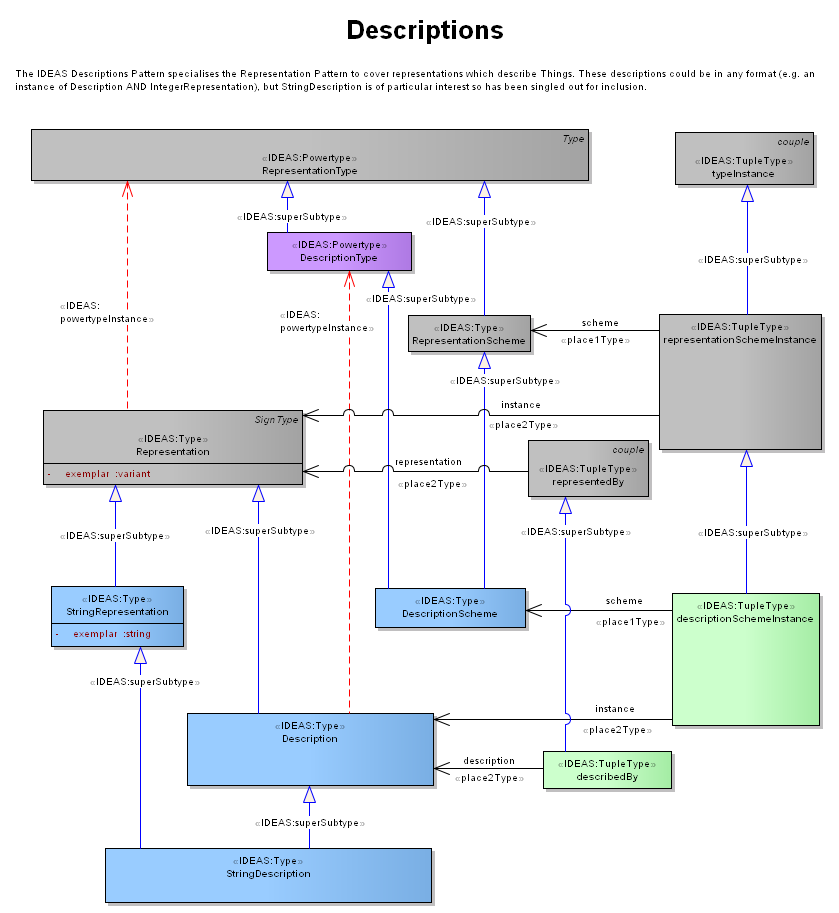 Descriptions
The IDEAS Descriptions Pattern specialises the Representation Pattern to cover representations which describe Things. These descriptions could be in any format (e.g. an
instance of Description AND IntegerRepresentation), but StringDescription is of particular interest so has been singled out for inclusion.
Type
«IDEAS:Powertype»
RepresentationType
couple
«IDEAS:TupleType»
typeInstance
«IDEAS:superSubtype»
«IDEAS:superSubtype»
«IDEAS:Powertype»
DescriptionType
«IDEAS:superSubtype»
«IDEAS:superSubtype»
«IDEAS:
powertypeInstance»
«IDEAS:
powertypeInstance»
«IDEAS:Type»
RepresentationScheme
scheme
«place1Type»
«IDEAS:TupleType»
representationSchemeInstance
«IDEAS:superSubtype»
instance
«place2Type»
SignType
«IDEAS:Type»
Representation
- exemplar :variant
representation
«place2Type»
couple
«IDEAS:TupleType»
representedBy
«IDEAS:superSubtype»
«IDEAS:superSubtype»
«IDEAS:superSubtype»
«IDEAS:superSubtype»
«IDEAS:Type»
StringRepresentation
- exemplar :string
«IDEAS:Type»
DescriptionScheme
scheme
«place1Type»
«IDEAS:TupleType»
descriptionSchemeInstance
«IDEAS:superSubtype»
«IDEAS:Type»
Description
instance
«place2Type»
description
«place2Type»
«IDEAS:TupleType»
describedBy
«IDEAS:superSubtype»
«IDEAS:Type»
StringDescription